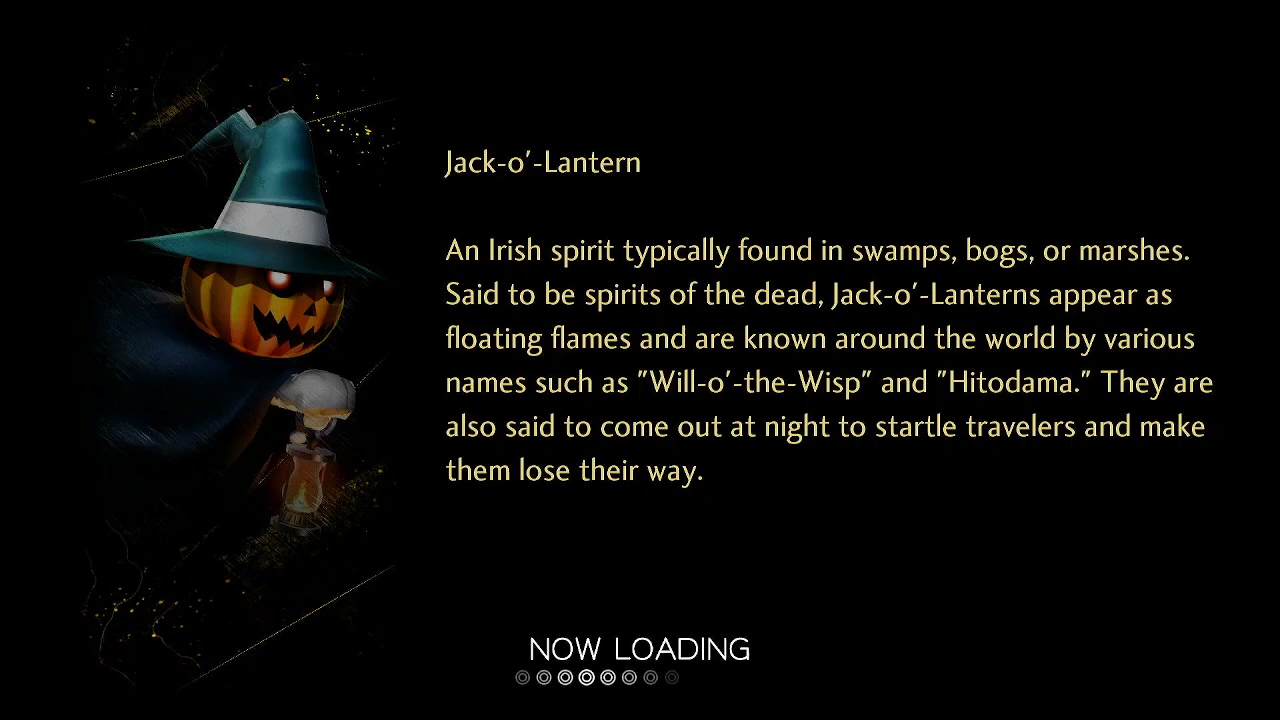 Jack-o'-Lantern
An Irish spirit typically found in swamps, bogs, or marshes.
Said to be spirits of the dead, Jack-o'-Lanterns appear as
floating flames and are known around the world by various
names such as "Will-o'-the-Wisp" and "Hitodama." They are
also said to come out at night to startle travelers and make
them lose their way.
NOW LOADING